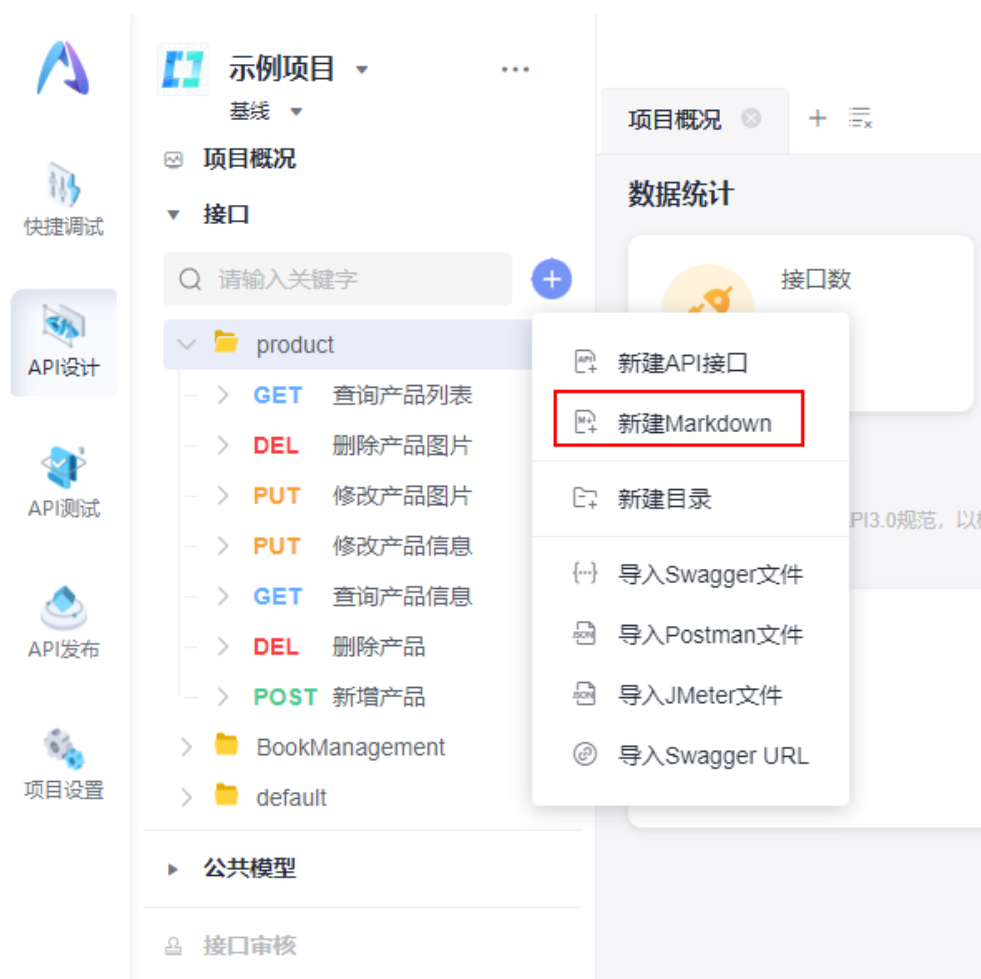 快捷调试
API设计
API测试
API发布
项目设置
示例项目
基线
项目概况
接口
请输入关键字
product
GET 查询产品列表
DEL 删除产品图片
PUT 修改产品图片
PUT 修改产品信息
GET 查询产品信息
DEL 删除产品
POST 新增产品
BookManagement
default
公共模型
接口审核
项目概况
数据统计
接口数
新建API接口
新建Markdown
新建目录
导入Swagger文件
导入Postman文件
导入JMeter文件
导入Swagger URL
PI3.0规范，以